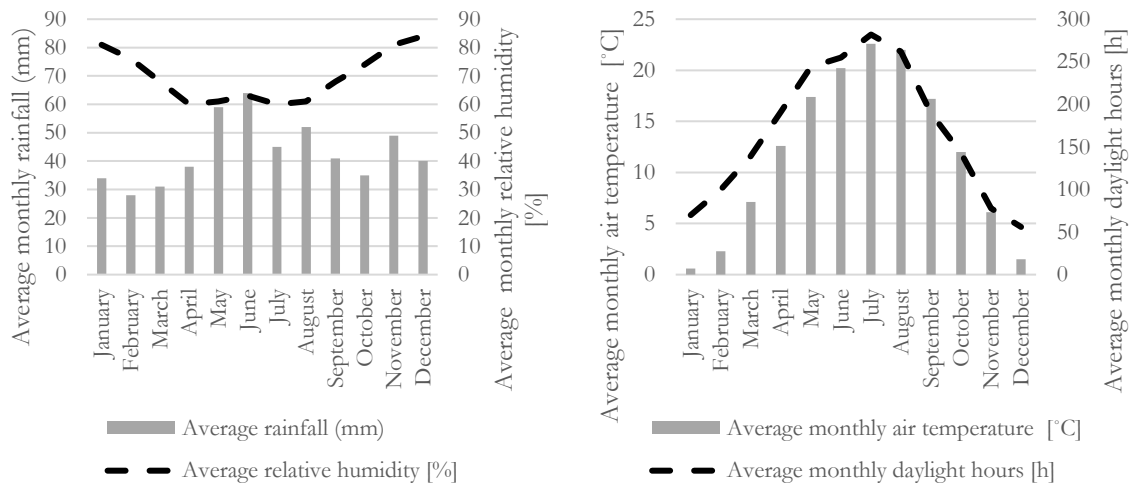 Average monthly rainfall (mm)
90
80
70
60
50
40
30
20
10
0
90
80
70
60
50
40
30
20
10
0
Average monthly relative humidity
[%]
January
February
March
April
May
June
July
August
September
October
November
December
Average rainfall (mm)
Average relative humidity [%]
Average monthly air temperature [˚C]
25
20
15
10
5
0
300
250
200
150
100
50
0
Average monthly daylight hours [h]
January
February
March
April
May
June
July
August
September
October
November
December
Average monthly air temperature [˚C]
Average monthly daylight hours [h]